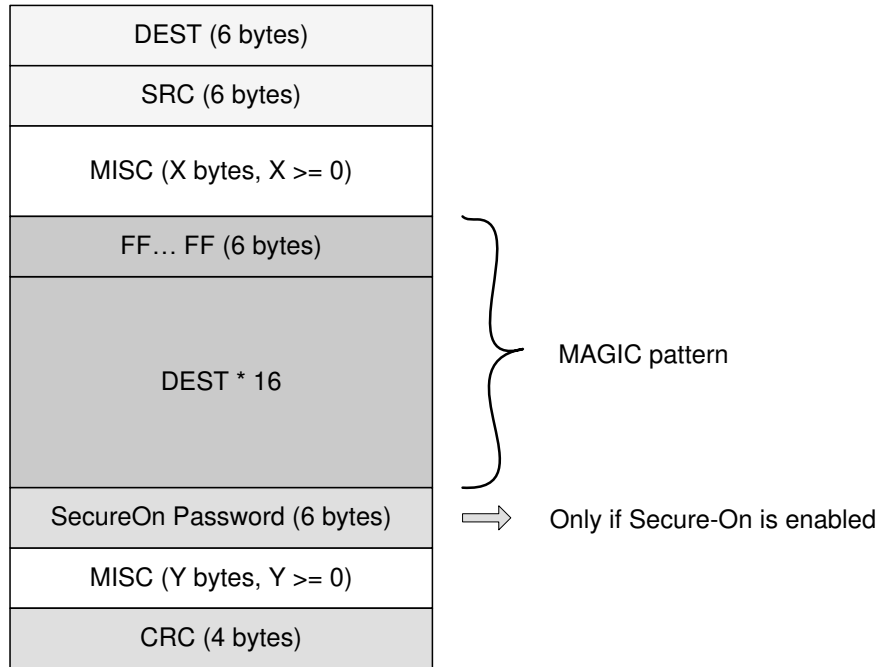 DEST (6 bytes)
SRC (6 bytes)
MISC (X bytes, X >= 0)
FF… FF (6 bytes)
DEST * 16
MAGIC pattern
SecureOn Password (6 bytes)
Only if Secure-On is enabled
MISC (Y bytes, Y >= 0)
CRC (4 bytes)